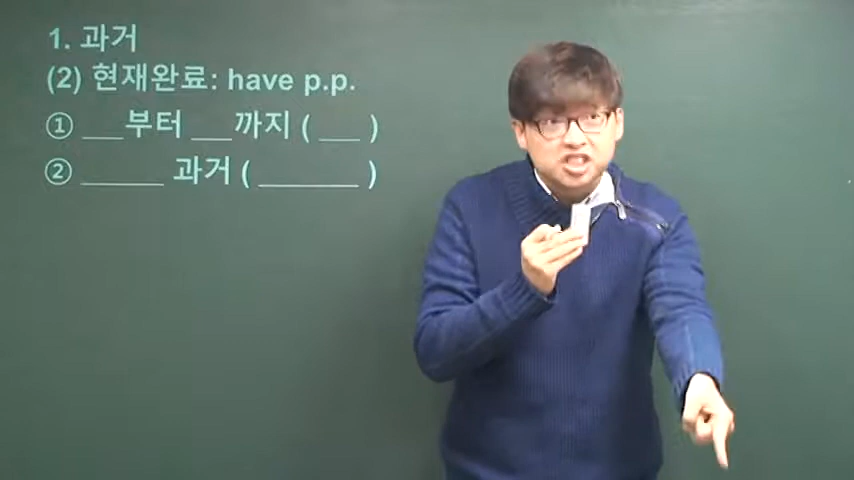 1. 과거
(2) 현재완료: have p.p.
① ___부터 ___까지 ( ___ )
② ______ 과거 ( _______ )